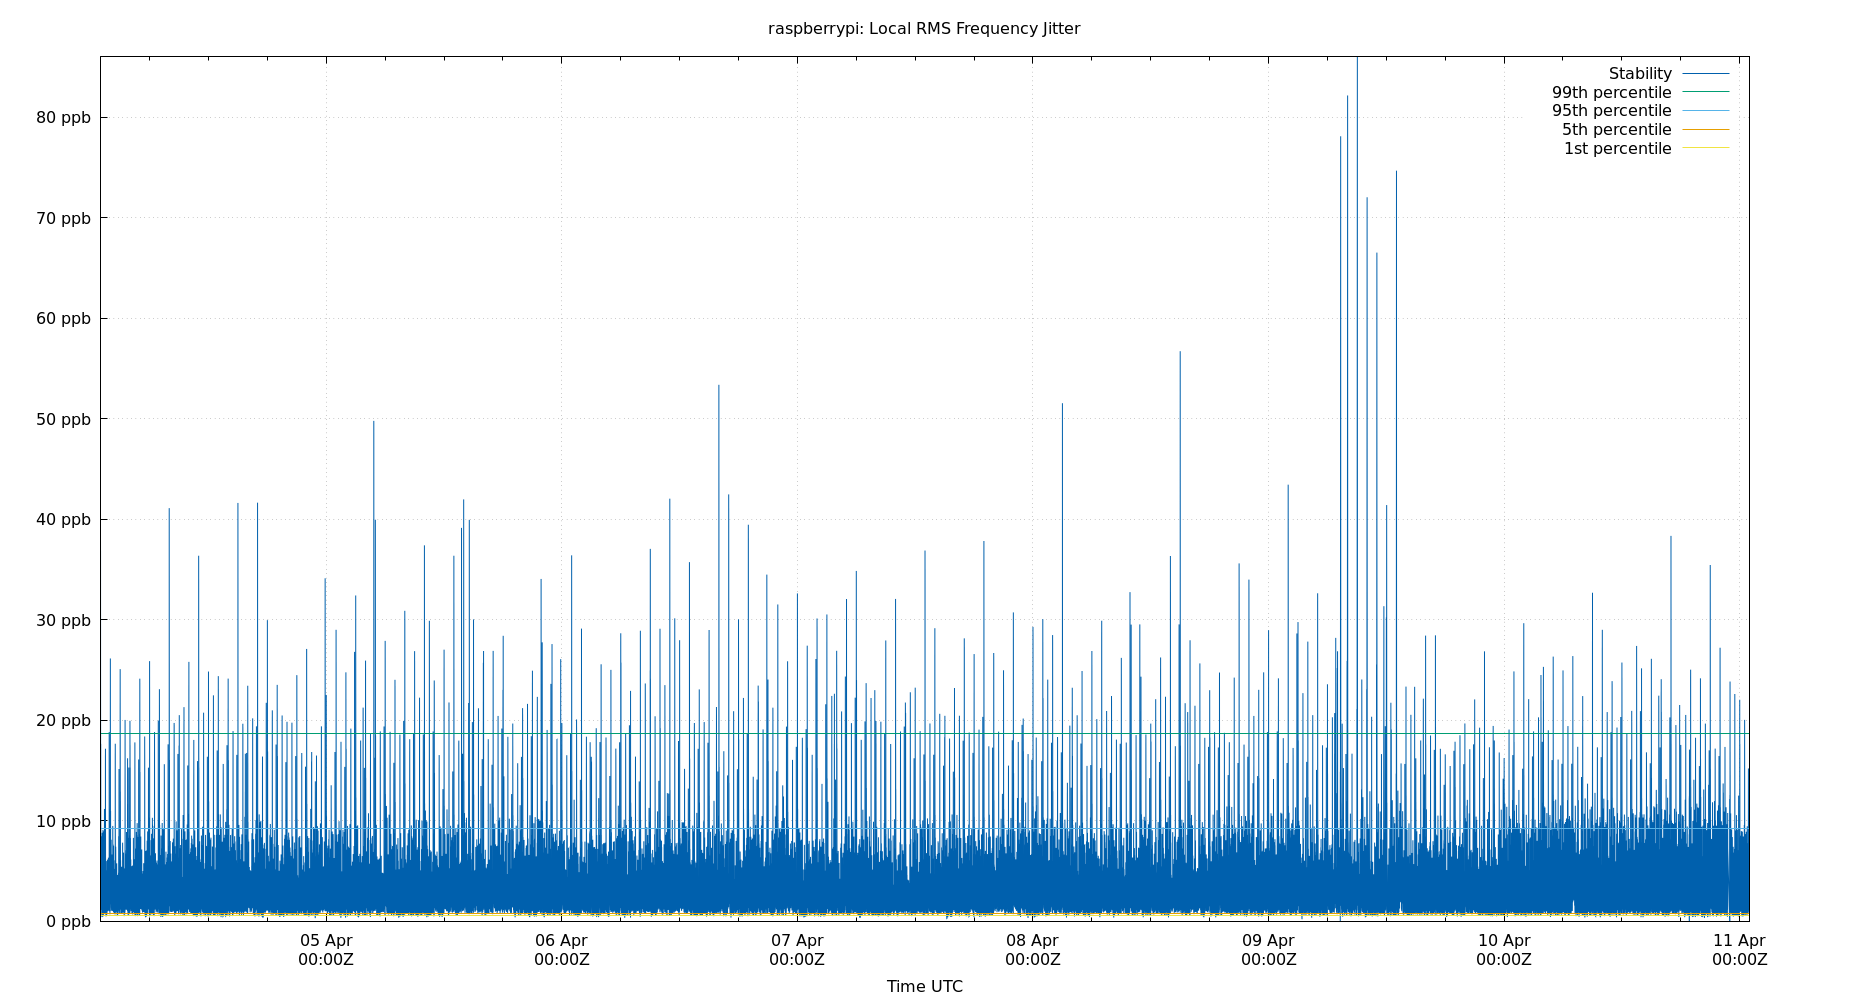 raspberrypi: Local RMS Frequency Jitter
Stability
99th percentile
95th percentile
5th percentile
1st percentile
80 ppb
70 ppb
60 ppb
50 ppb
40 ppb
30 ppb
20 ppb
10 ppb
0 ppb
05 Apr 06 Apr 07 Apr 08 Apr 09 Apr 10 Apr 11 Apr
00:00Z 00:00Z 00:00Z 00:00Z 00:00Z 00:00Z 00:00Z
Time UTC